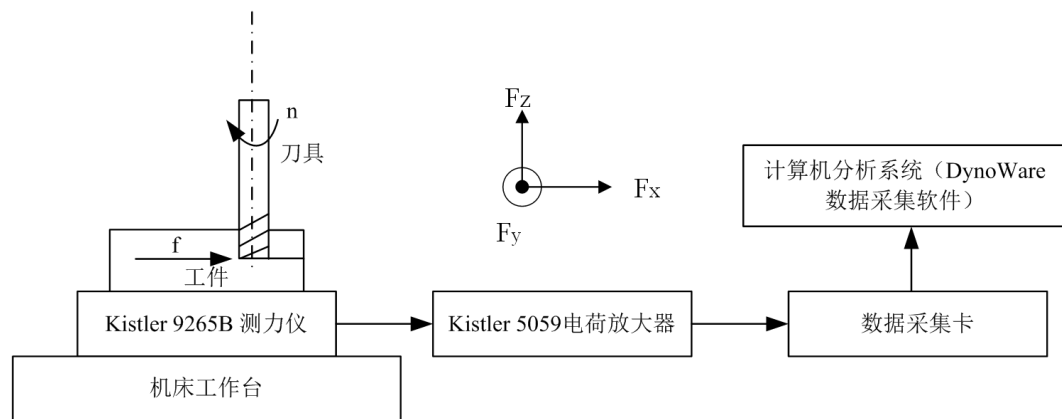 n
刀具
f
工件
Kistler 9265B 测力仪
机床工作台
Fz
Fx
Fy
Kistler 5059电荷放大器
计算机分析系统（DynoWare
数据采集软件）
数据采集卡